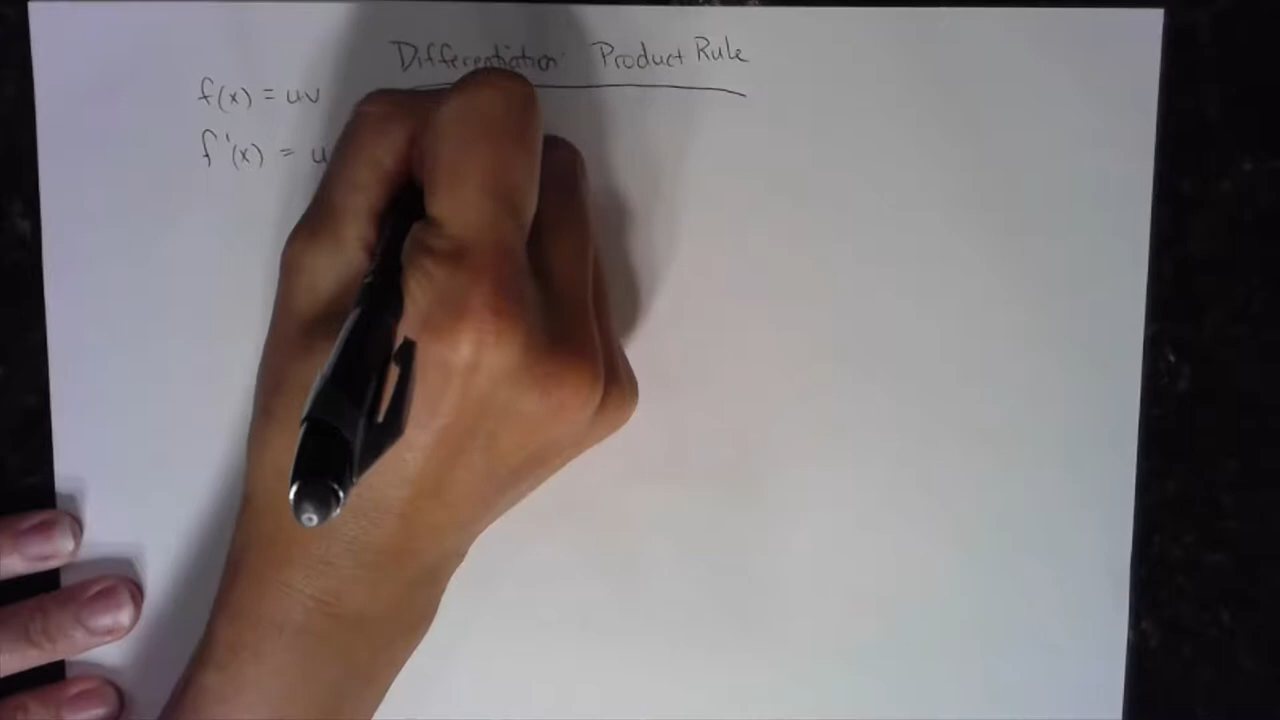 Differentiation Product Rule
f(x) = uv
f'(x) = u